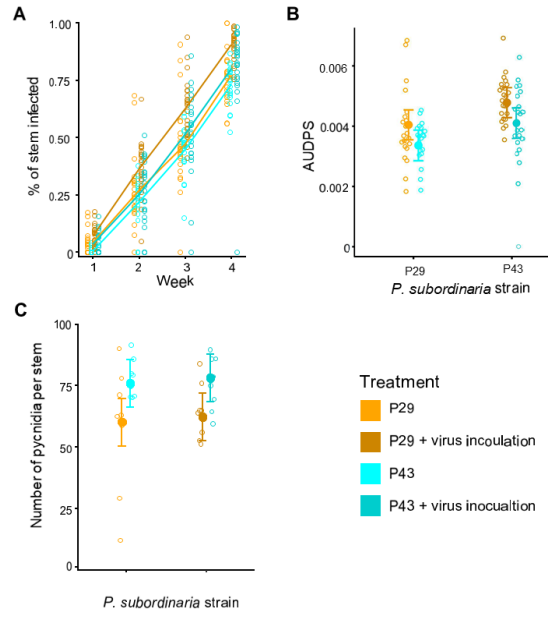 A
% of stem infected
1.00
0.75
0.50
0.25
0
1
2
3
4
Week
B
AUDPS
0.006
0.004
0.002
0
P29
P43
P. subordinaria strain
C
Number of pycnidia per stem
100
75
50
25
0
P. subordinaria strain
Treatment
P29
P29 + virus incoulation
P43
P43 + virus inocualtion